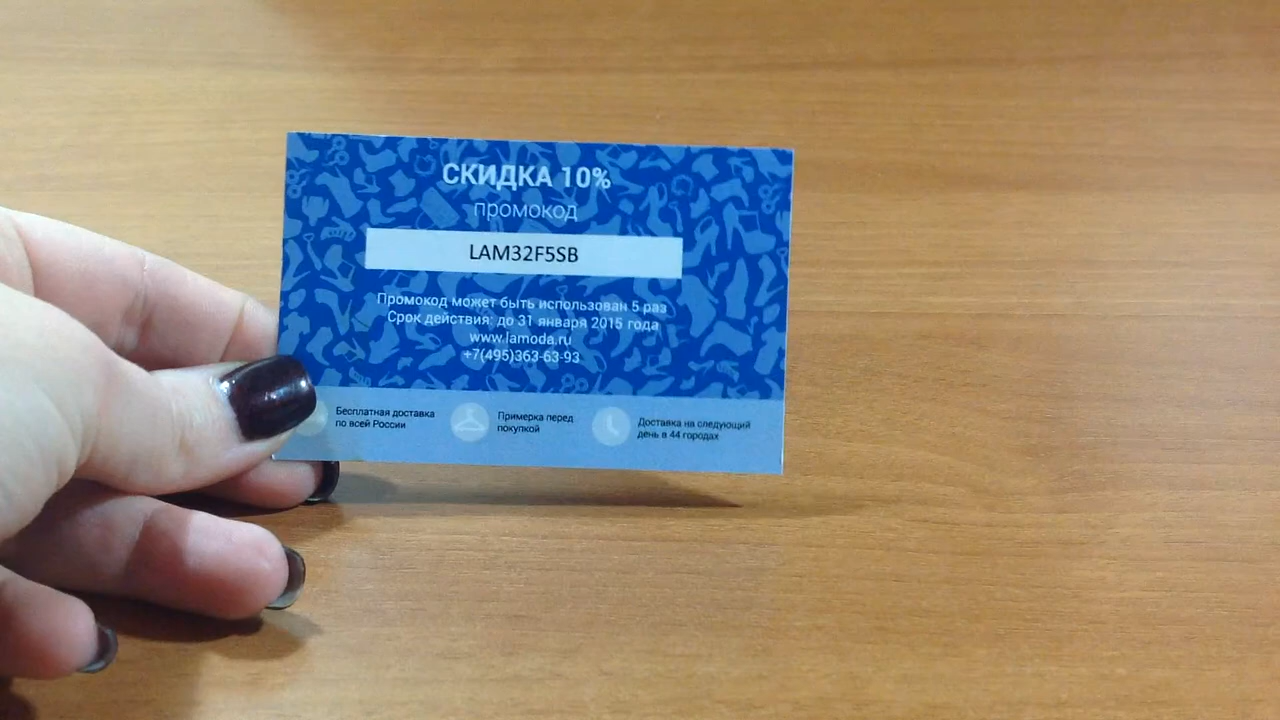 СКИДКА 10%
промокод
LAM32F5SB
Промокод может быть использован 5 раз
Срок действия: до 31 января 2015 года
www.lamoda.ru
+7(495)363-63-93
Бесплатная доставка
по всей России
Примерка перед
покупкой
Доставка на следующий
день в 44 городах